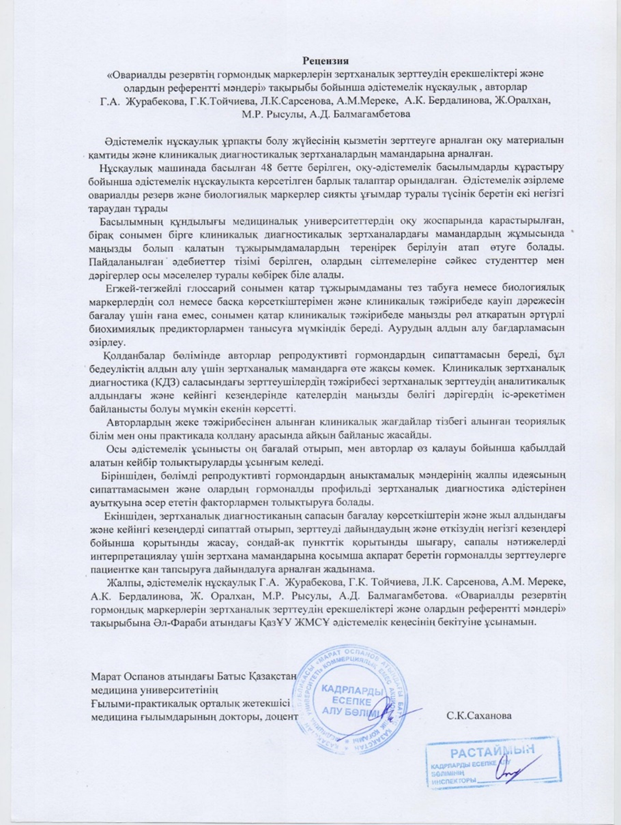 Рецензия
«Овариалды резервтің гормондық маркерлерін зертханалық зерттеудің ерекшеліктері және
олардын референтті мәндері» тақырыбы бойынша әдістемелік нұсқаулық , авторлар
Г.А. Журабекова, Г.К.Тойчиева, Л.К.Сарсенова, А.М.Мереке, А.К. Бердалинова, Ж.Оралхан,
М.Р. Рысулы, А.Д. Балмагамбетова
Әдістемелік нұсқаулық ұрпақты болу жүйесінің қызметін зерттеуге арналған оқу материалын
қамтиды және клиникалық диагностикалық зертханалардың мамандарына арналған.
Нұсқаулық машинада басылған 48 бетте берілген, оқу-әдістемелік басылымдарды құрастыру
бойынша әдістемелік нұсқаулықта көрсетілген барлық талаптар орындалған. Әдістемелік әзірлеме
овариалды резерв және биологиялық маркерлер сияқты ұғымдар туралы түсінік беретін екі негізгі
тараудан тұрады
Басылымның құндылығы медициналық университеттердің оқу жоспарында қарастырылған,
бірақ сонымен бірге клиникалық диагностикалық зертханалардағы мамандардың жұмысында
маңызды болып қалатын тұжырымдамалардың тереңірек берілуін атап өтуге болады.
Пайдаланылған әдебиеттер тізімі берілген, олардың сілтемелеріне сәйкес студенттер мен
дәрігерлер осы мәселелер туралы көбірек біле алады.
Егжей-тегжейлі глоссарий сонымен қатар тұжырымдаманы тез табуға немесе биологиялық
маркерлердің сол немесе басқа көрсеткіштерімен және клиникалық тәжірибеде қауіп дәрежесін
бағалау үшін ғана емес, сонымен қатар клиникалық тәжірибеде маңызды рөл атқаратын әртүрлі
биохимиялық предикторлармен танысуға мүмкіндік береді. Аурудың алдын алу бағдарламасын
әзірлеу.
Қолданбалар бөлімінде авторлар репродуктивті гормондардың сипаттамасын береді, бұл
бедеуліктің алдын алу үшін зертханалық мамандарға өте жақсы көмек. Клиникалық зертханалық
диагностика (КДЗ) саласындағы зерттеушілердің тәжірибесі зертханалық зерттеудің аналитикалық
алдындағы және кейінгі кезеңдерінде қателердің маңызды бөлігі дәрігердің іс-әрекетімен
байланысты болуы мүмкін екенін көрсетті.
Авторлардың жеке тәжірибесінен алынған клиникалық жағдайлар тізбегі алынған теориялық
білім мен оны практикада қолдану арасында айқын байланыс жасайды.
Осы әдістемелік ұсынысты оң бағалай отырып, мен авторлар өз қалауы бойынша қабылдай
алатын кейбір толықтыруларды ұсынғым келеді.
Біріншіден, бөлімді репродуктивті гормондардың анықтамалық мәндерінің жалпы идеясының
сипаттамасымен және олардың гормоналды профильді зертханалық диагностика әдістерінен
ауытқуына әсер ететін факторлармен толықтыруға болады.
Екіншіден, зертханалық диагностиканың сапасын бағалау көрсеткіштерін және жыл алдындағы
және кейінгі кезеңдерді сипаттай отырып, зерттеуді дайындаудың және өткізудің негізгі кезеңдері
бойынша қорытынды жасау, сондай-ақ пункттік қорытынды шығару, сапалы нәтижелерді
интерпретациялау үшін зертхана мамандарына қосымша ақпарат беретін гормоналды зерттеулерге
пациентке қан тапсыруға дайындалуға арналған жадынама.
Жалпы, әдістемелік нұсқаулық Г.А. Журабекова, Г.К. Тойчиева, Л.К. Сарсенова, А.М. Мереке,
А.К. Бердалинова, Ж. Оралхан, М.Р. Рысулы, А.Д. Балмагамбетова. «Овариалды резервтің
гормондық маркерлерін зертханалық зерттеудің ерекшеліктері және олардын референтті мәндері»
тақырыбына Әл-Фараби атындағы ҚазҰУ ЖМСҰ әдістемелік кеңесінің бекітуіне ұсынамын.
Марат Оспанов атындағы Батыс Қазақстан
медицина университетінің
Ғылыми-практикалық орталық жетекшісі
медицина ғылымдарының докторы, доцент
С.К.Саханова
КАДРЛАРДЫ
ЕСЕПКЕ
АЛУ БӨЛІМІ
РАСТАЙМЫН
КАДРЛАРДЫ ЕСЕПКЕ АЛУ
БӨЛІМІНІҢ
ИНСПЕКТОРЫ